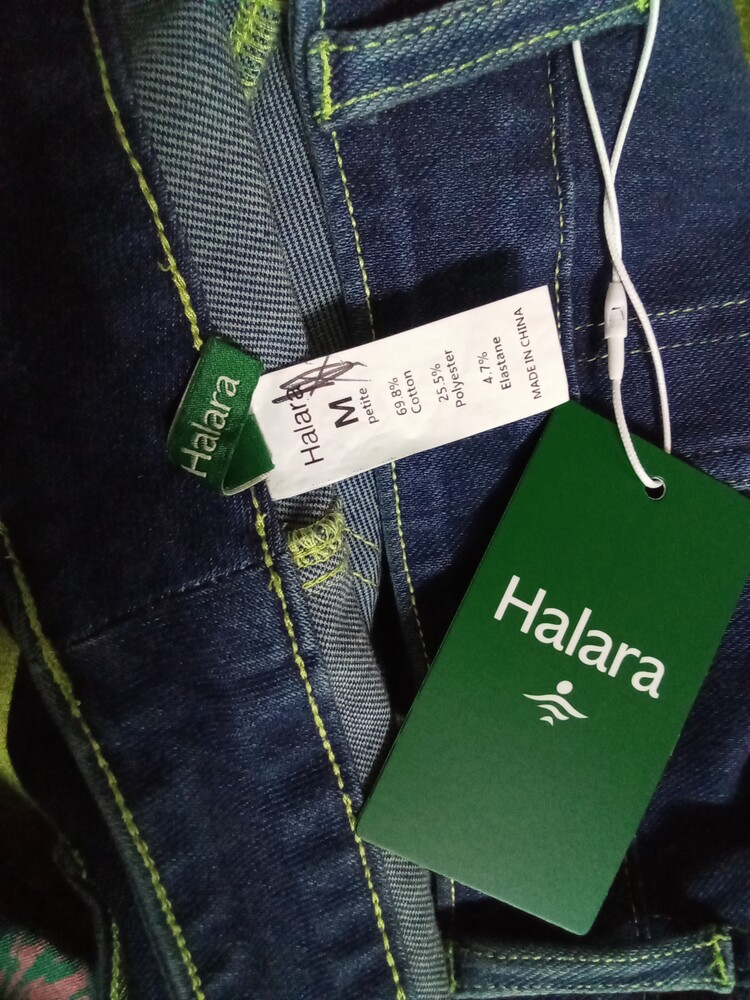 Halara
Halara
M
petite
69.8%
Cotton
25.5%
Polyester
4.7%
Elastane
MADE IN CHINA
Halara